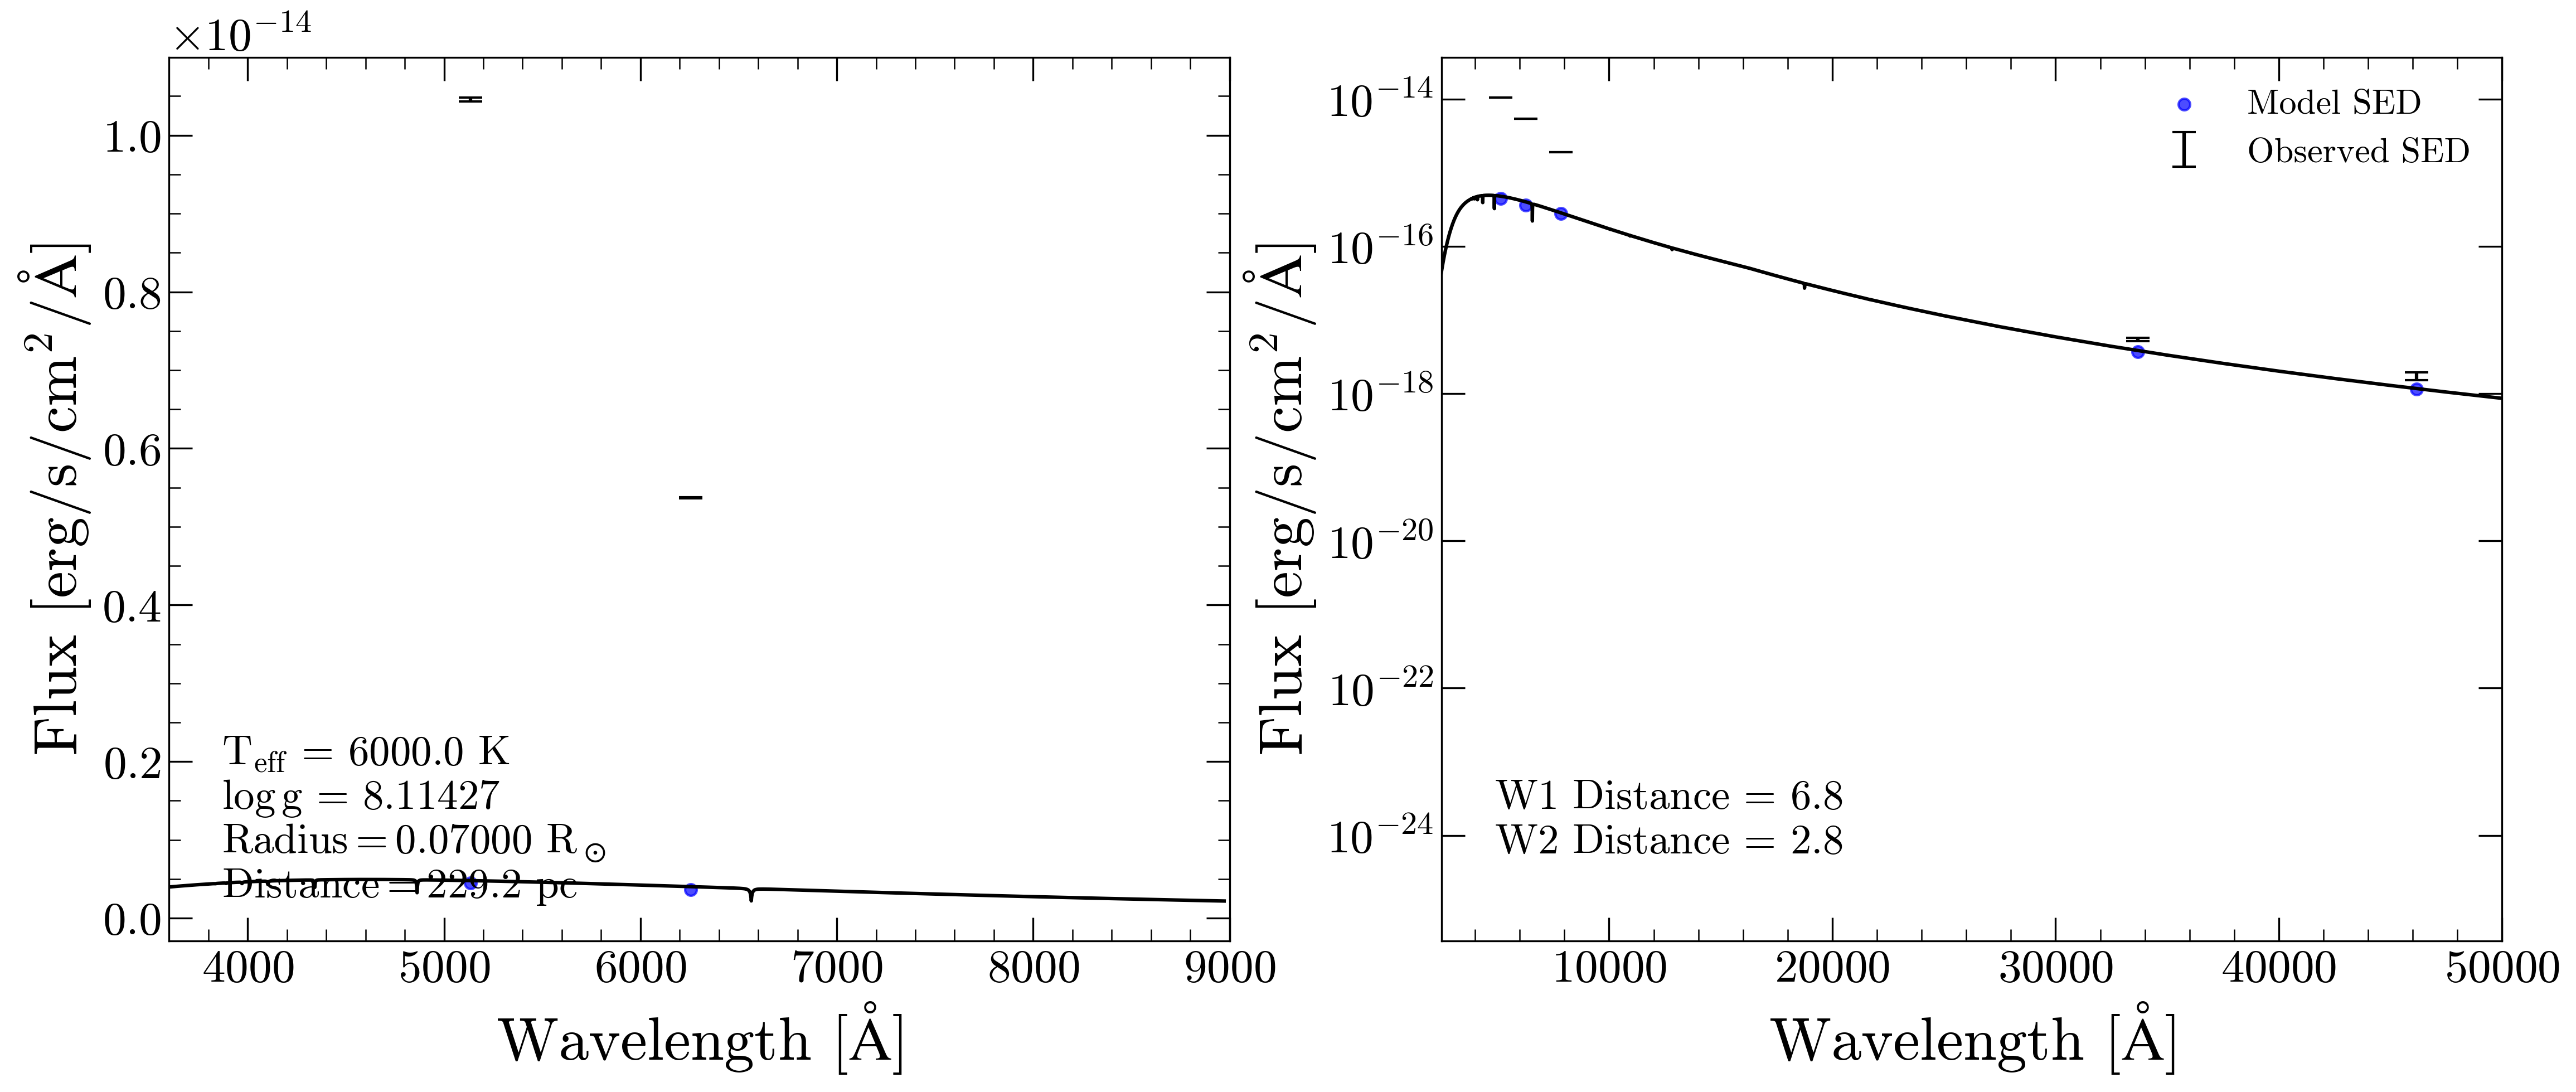 ×10⁻¹⁴
Flux [erg/s/cm²/Å]
1.0
0.8
0.6
0.4
0.2
0.0
T_eff = 6000.0 K
log g = 8.11427
Radius = 0.07000 R_⊙
Distance = 229.2 pc
4000 5000 6000 7000 8000 9000
Wavelength [Å]
Flux [erg/s/cm²/Å]
10⁻¹⁴
10⁻¹⁶
10⁻¹⁸
10⁻²⁰
10⁻²²
10⁻²⁴
Model SED
Observed SED
W1 Distance = 6.8
W2 Distance = 2.8
10000 20000 30000 40000 50000
Wavelength [Å]